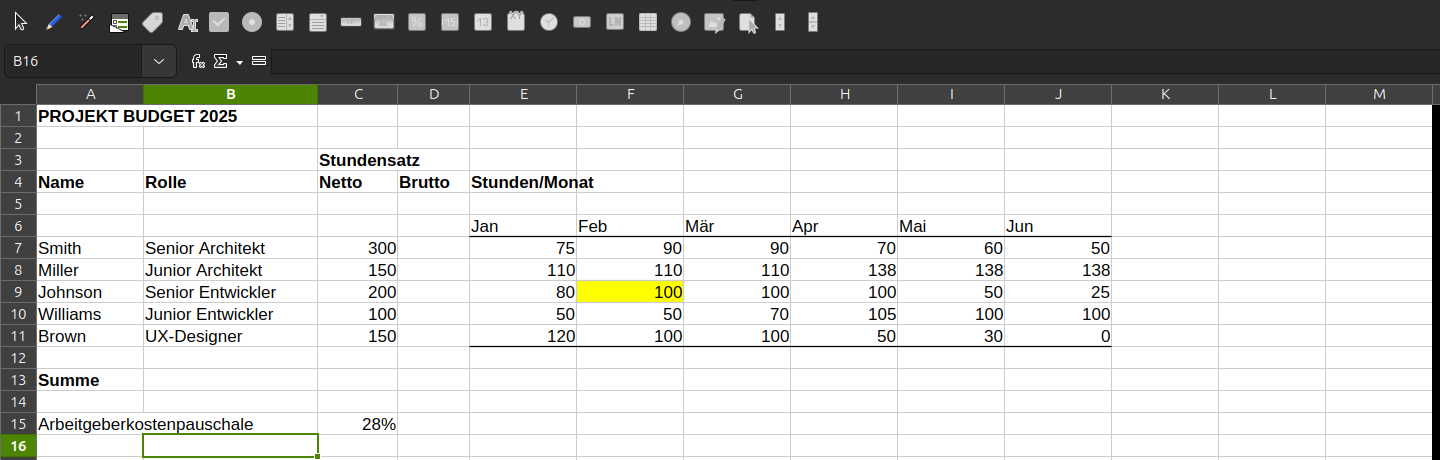 B16
A B C D E F G H I J K L M
1 PROJEKT BUDGET 2025
2
3 Stundensatz
4 Name Rolle Netto Brutto Stunden/Monat
5
6 Jan Feb Mär Apr Mai Jun
7 Smith Senior Architekt 300 75 90 90 70 60 50
8 Miller Junior Architekt 150 110 110 110 138 138 138
9 Johnson Senior Entwickler 200 80 100 100 100 50 25
10 Williams Junior Entwickler 100 50 50 70 105 100 100
11 Brown UX-Designer 150 120 100 100 50 30 0
12
13 Summe
14
15 Arbeitgeberkostenpauschale 28%
16